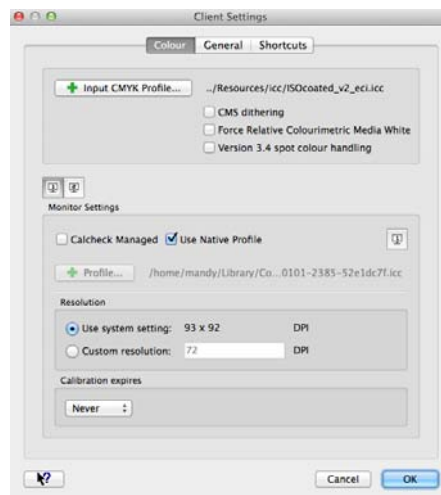 Client Settings
Colour General Shortcuts
Input CMYK Profile... ../Resources/icc/ISOcoated_v2_eci.icc
CMS dithering
Force Relative Colourimetric Media White
Version 3.4 spot colour handling
1 2
Monitor Settings
Calcheck Managed Use Native Profile 1
Profile... /home/mandy/Library/Co...0101-2385-52e1dc7f.icc
Resolution
Use system setting: 93 x 92 DPI
Custom resolution: 72 DPI
Calibration expires
Never
? Cancel OK